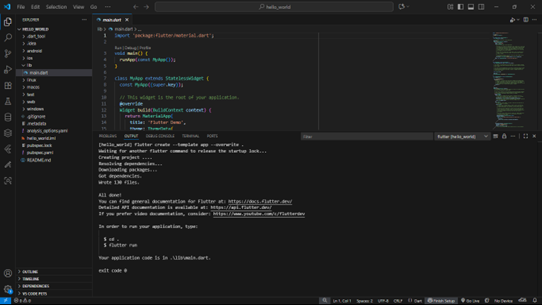 File Edit Selection View Go
hello_world
EXPLORER
main.dart
HELLO_WORLD
.dart_tool
.idea
android
ios
lib
main.dart
linux
macos
test
web
windows
.gitignore
.metadata
analysis_options.yaml
hello_world.iml
pubspec.lock
pubspec.yaml
README.md
OUTLINE
TIMELINE
DEPENDENCIES
lib > main.dart
1 import 'package:flutter/material.dart';
2
Run | Debug | Profile
3 void main() {
4 runApp(const MyApp());
5 }
6
7 class MyApp extends StatelessWidget {
8 const MyApp({super.key});
9
10 // This widget is the root of your application.
11 @override
12 Widget build(BuildContext context) {
13 return MaterialApp(
14 title: 'Flutter Demo',
15 theme: ThemeData(
PROBLEMS OUTPUT DEBUG CONSOLE TERMINAL PORTS
Filter
flutter (hello_world)
[hello_world] flutter create --template app --overwrite .
Waiting for another flutter command to release the startup lock...
Creating project ....
Resolving dependencies...
Downloading packages...
Got dependencies.
Wrote 130 files.
All done!
You can find general documentation for Flutter at: https://docs.flutter.dev/
Detailed API documentation is available at: https://api.flutter.dev/
If you prefer video documentation, consider: https://www.youtube.com/c/flutterdev
In order to run your application, type:
$ cd .
$ flutter run
Your application code is in .\lib\main.dart.
exit code 0
Ln 1, Col 1 Spaces: 2 UTF-8 CRLF {} Dart Finish Setup Go Live No Device